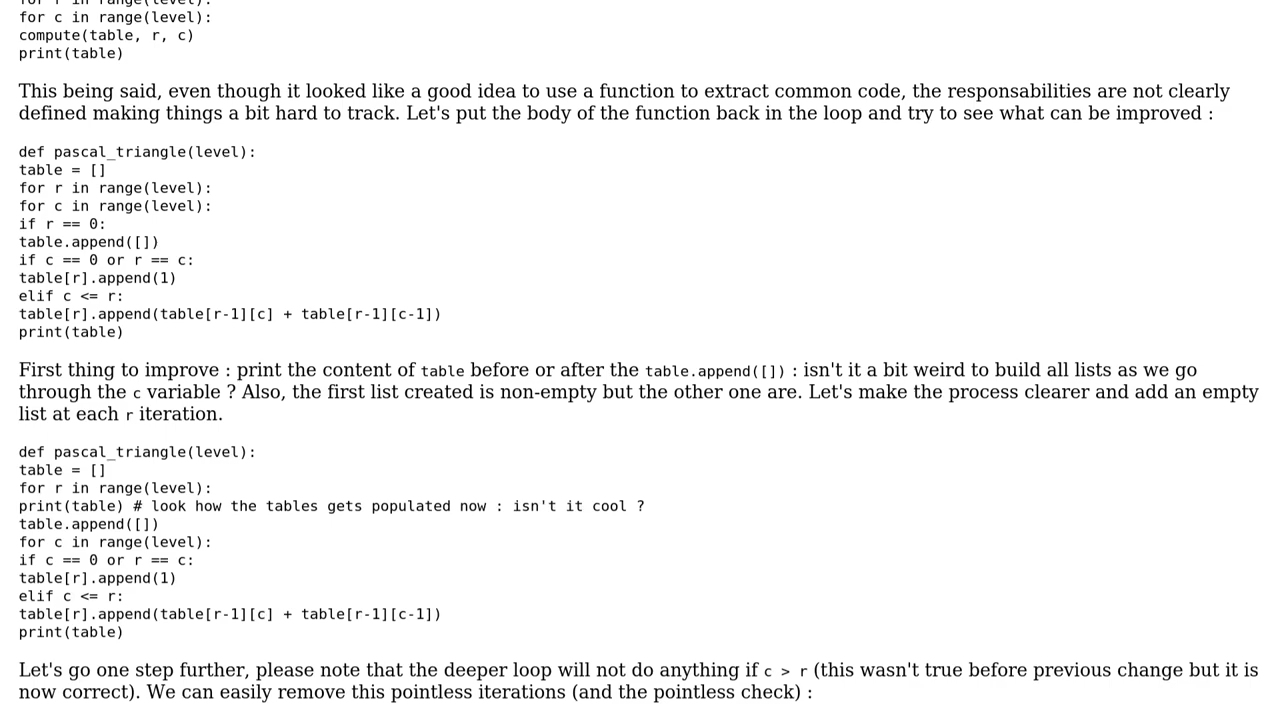 for r in range(level):
for c in range(level):
compute(table, r, c)
print(table)
This being said, even though it looked like a good idea to use a function to extract common code, the responsabilities are not clearly
defined making things a bit hard to track. Let's put the body of the function back in the loop and try to see what can be improved :
def pascal_triangle(level):
table = []
for r in range(level):
for c in range(level):
if r == 0:
table.append([])
if c == 0 or r == c:
table[r].append(1)
elif c <= r:
table[r].append(table[r-1][c] + table[r-1][c-1])
print(table)
First thing to improve : print the content of table before or after the table.append([]) : isn't it a bit weird to build all lists as we go
through the c variable ? Also, the first list created is non-empty but the other one are. Let's make the process clearer and add an empty
list at each r iteration.
def pascal_triangle(level):
table = []
for r in range(level):
print(table) # look how the tables gets populated now : isn't it cool ?
table.append([])
for c in range(level):
if c == 0 or r == c:
table[r].append(1)
elif c <= r:
table[r].append(table[r-1][c] + table[r-1][c-1])
print(table)
Let's go one step further, please note that the deeper loop will not do anything if c > r (this wasn't true before previous change but it is
now correct). We can easily remove this pointless iterations (and the pointless check) :